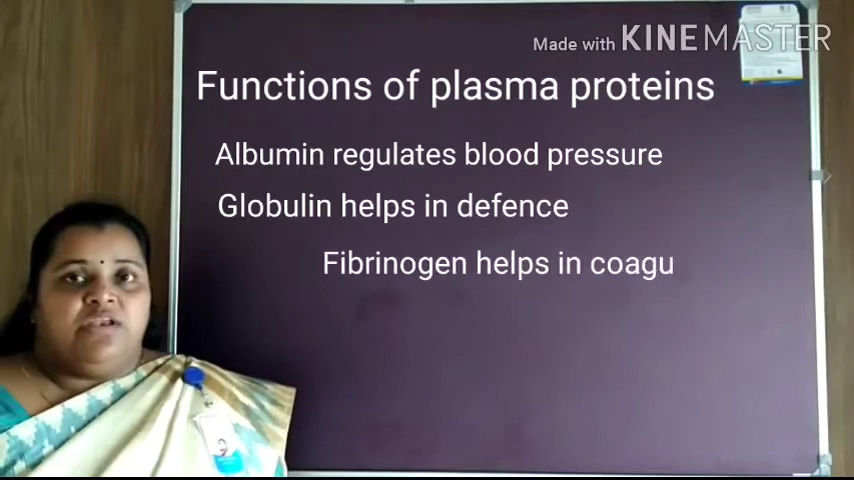 Made with KINEMASTER
Functions of plasma proteins
Albumin regulates blood pressure
Globulin helps in defence
Fibrinogen helps in coagu